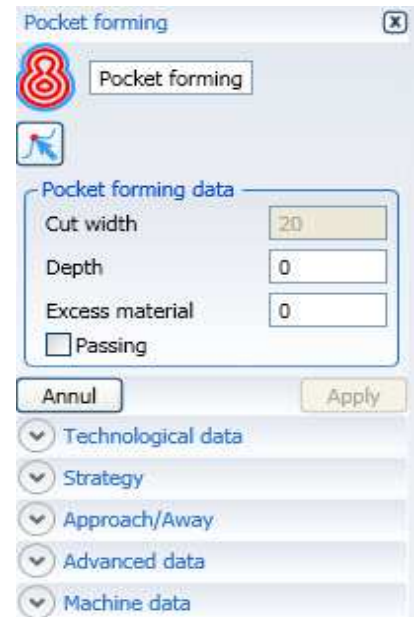 Pocket forming
Pocket forming
Pocket forming data
Cut width 20
Depth 0
Excess material 0
Passing
Annul Apply
Technological data
Strategy
Approach/Away
Advanced data
Machine data